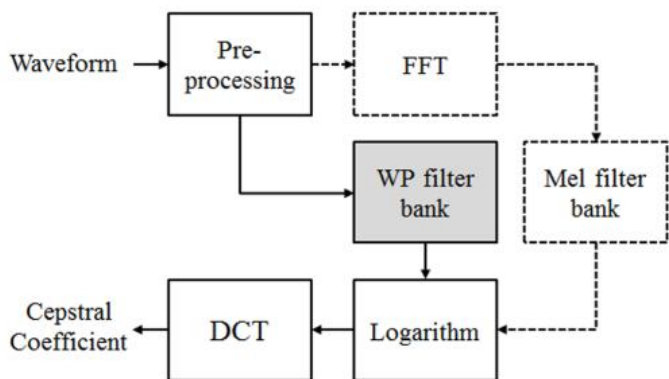 Waveform
Pre-
processing
FFT
WP filter
bank
Mel filter
bank
Cepstral
Coefficient
DCT
Logarithm